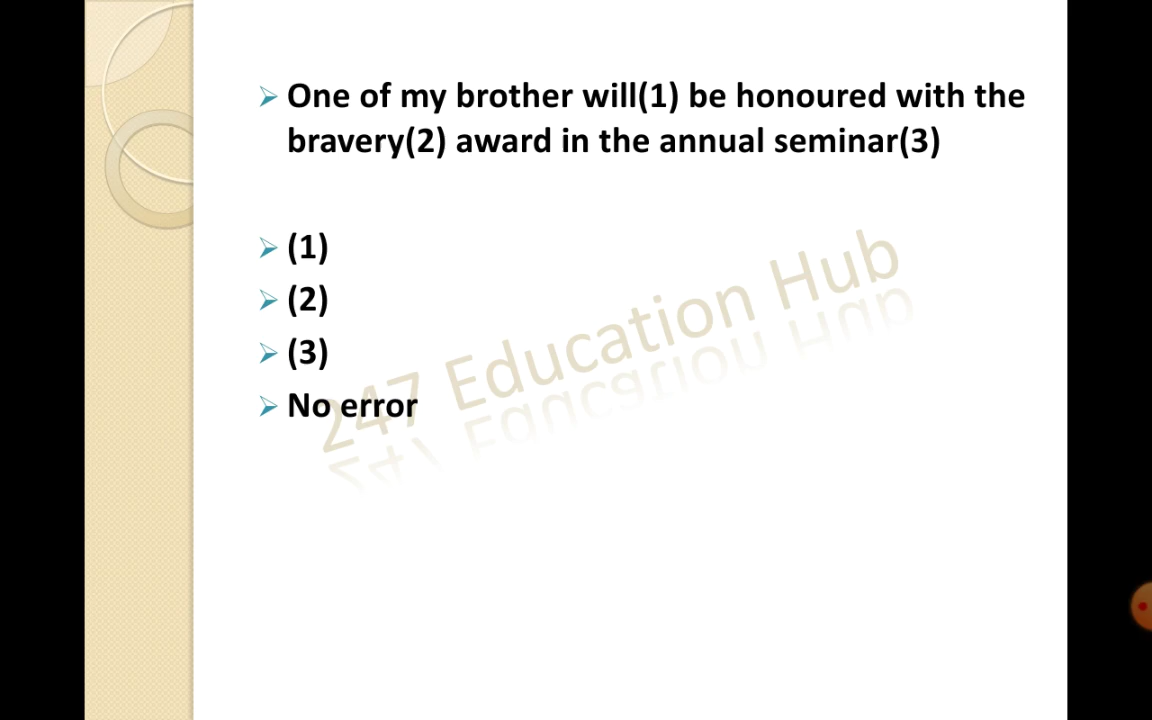 One of my brother will(1) be honoured with the
bravery(2) award in the annual seminar(3)
(1)
(2)
(3)
No error
247 Education Hub